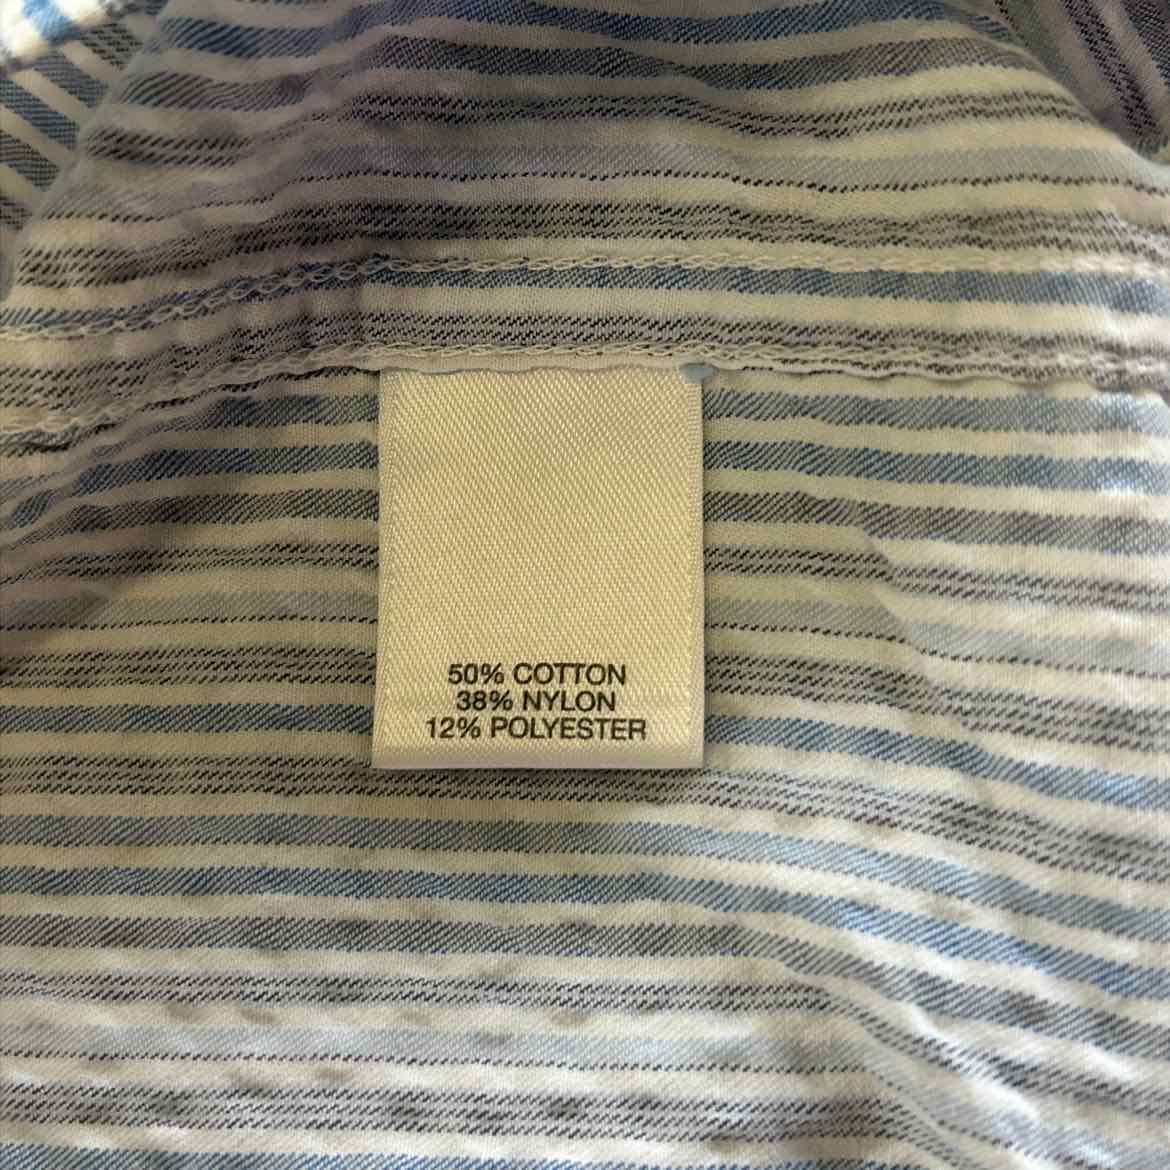 50% COTTON
38% NYLON
12% POLYESTER